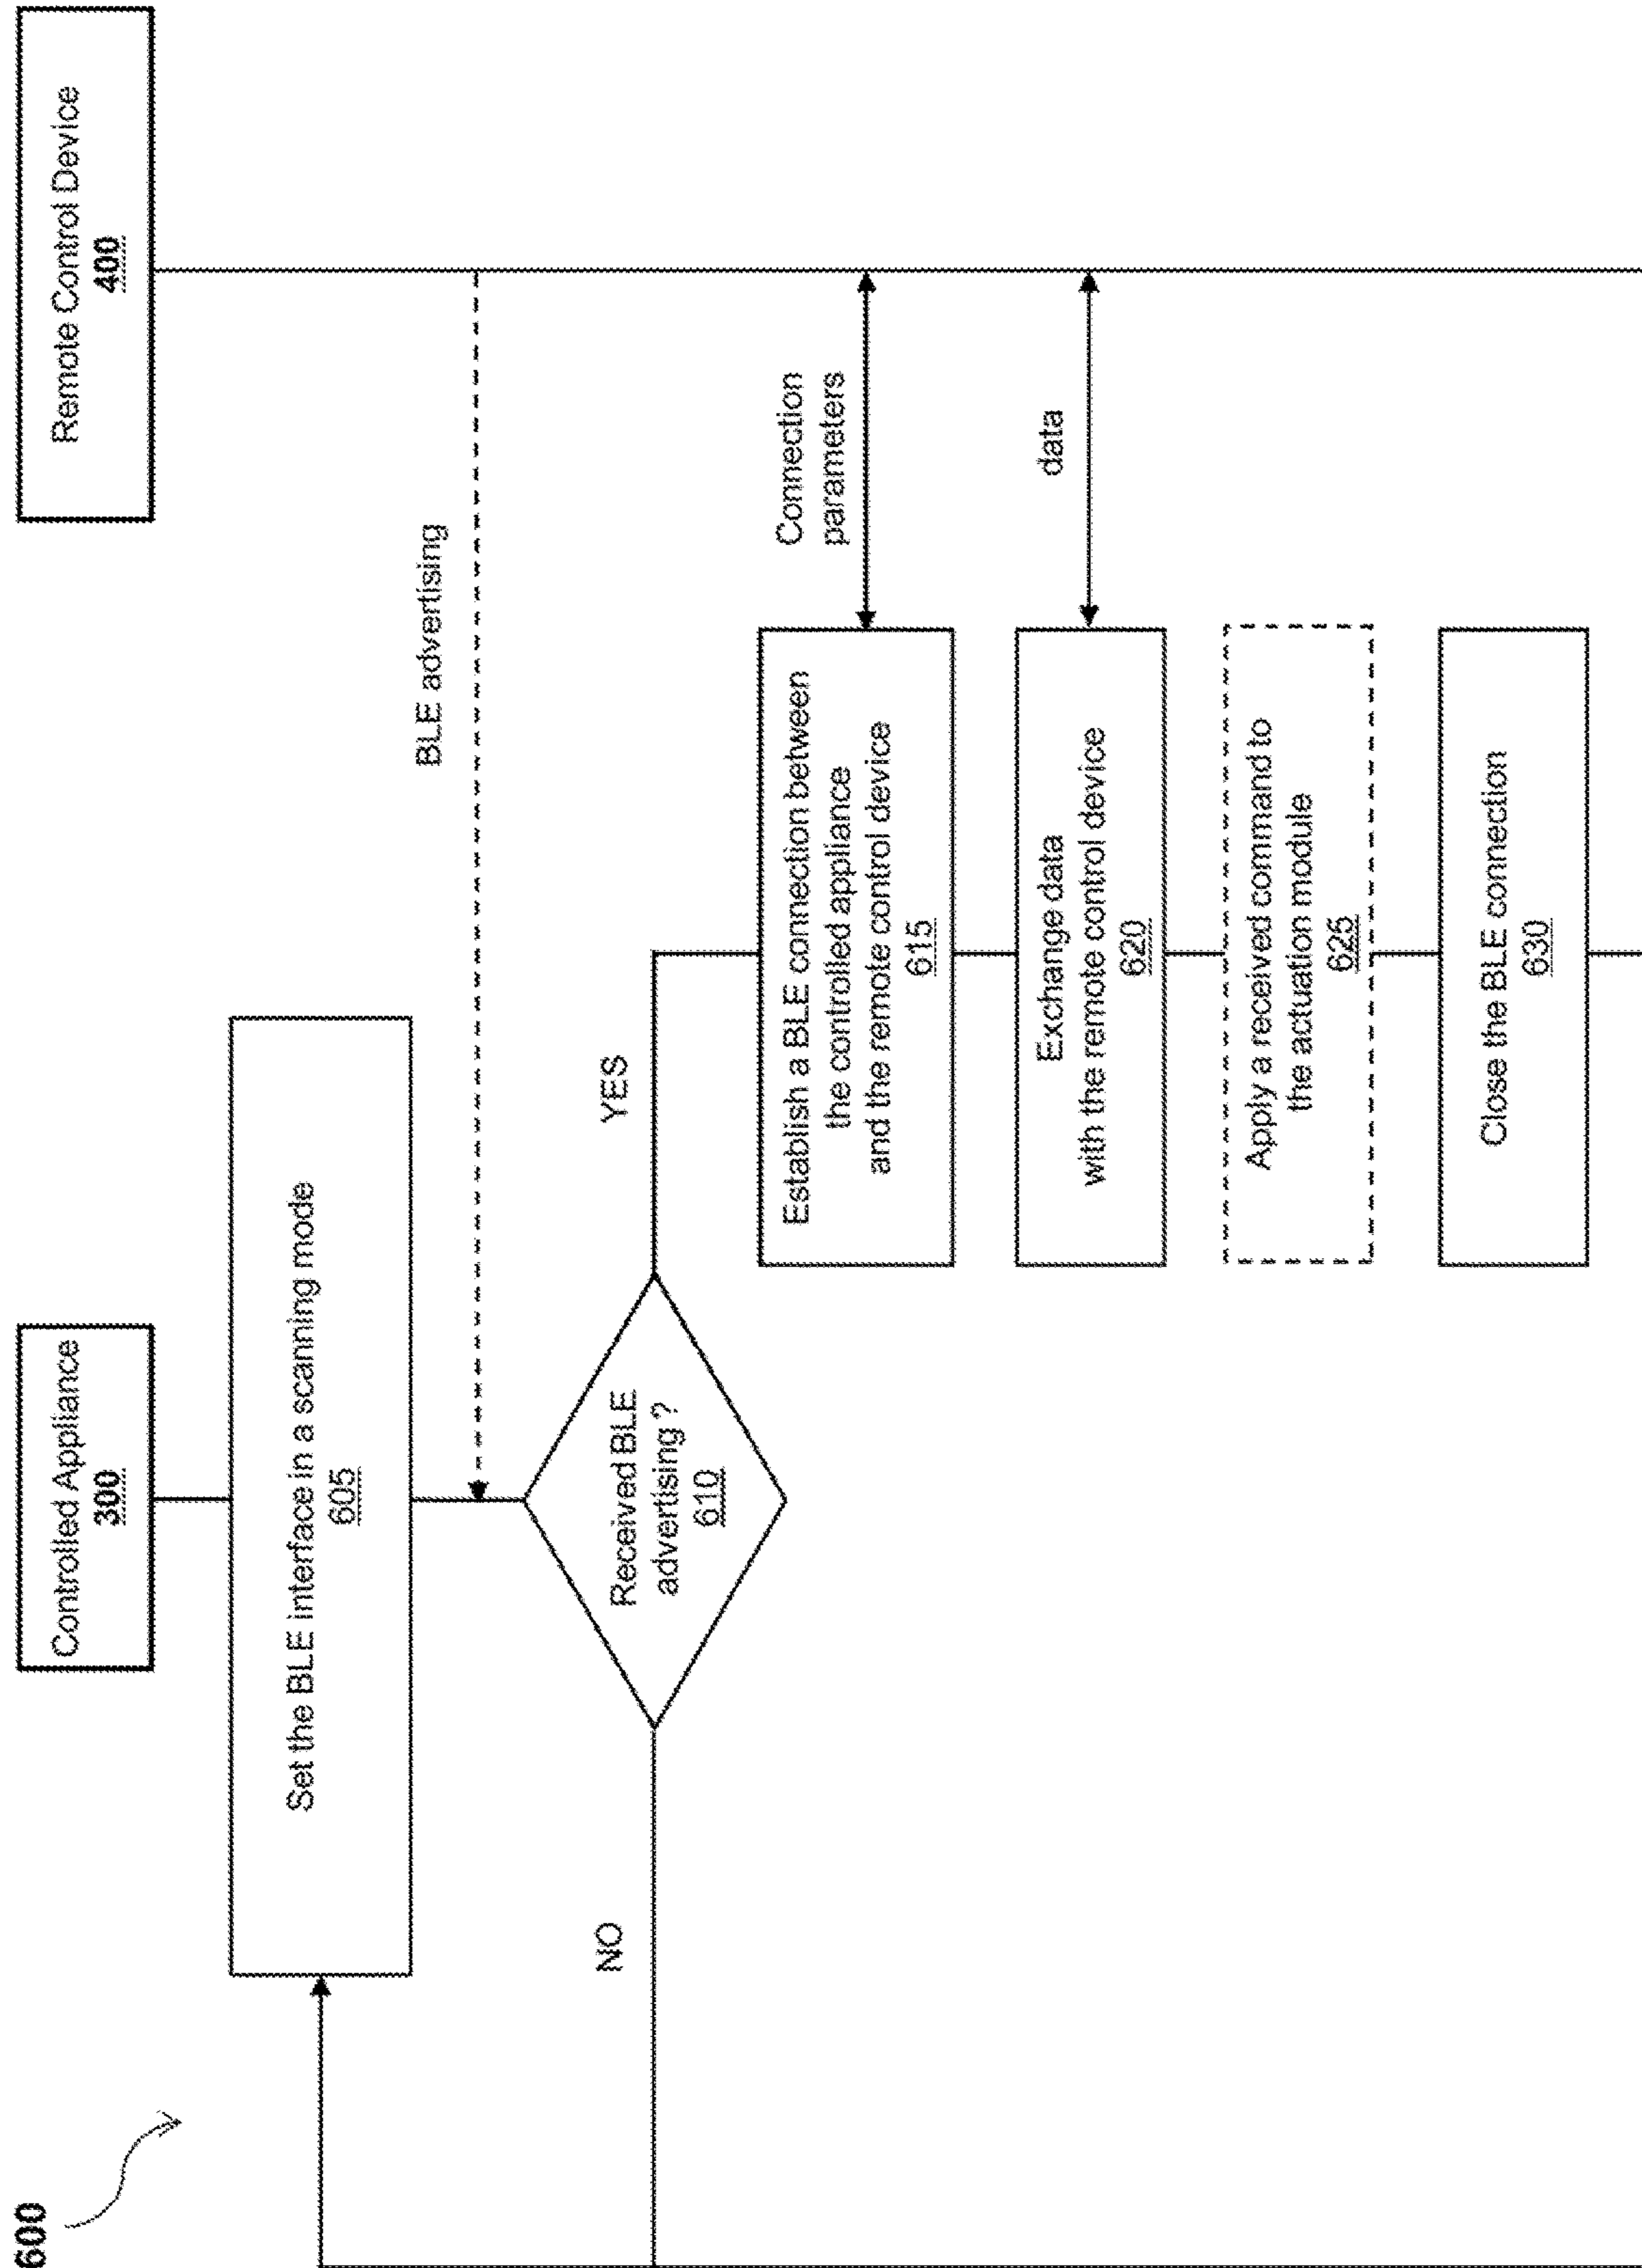 600
Controlled Appliance
300
Remote Control Device
400
Set the BLE interface in a scanning mode
605
BLE advertising
Received BLE
advertising ?
610
NO
YES
Establish a BLE connection between
the controlled appliance
and the remote control device
615
Connection
parameters
Exchange data
with the remote control device
620
data
Apply a received command to
the actuation module
625
Close the BLE connection
630